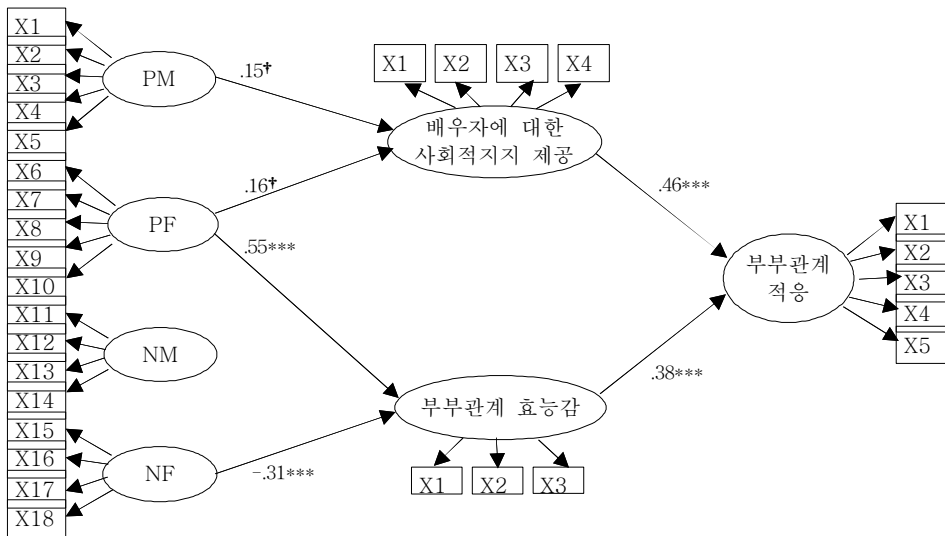 X1
X2
X3
X4
X5
X6
X7
X8
X9
X10
X11
X12
X13
X14
X15
X16
X17
X18
PM
PF
NM
NF
.15†
.16†
.55***
-.31***
X1 X2 X3 X4
배우자에 대한
사회적지지 제공
부부관계 효능감
X1 X2 X3
.46***
.38***
부부관계
적응
X1
X2
X3
X4
X5